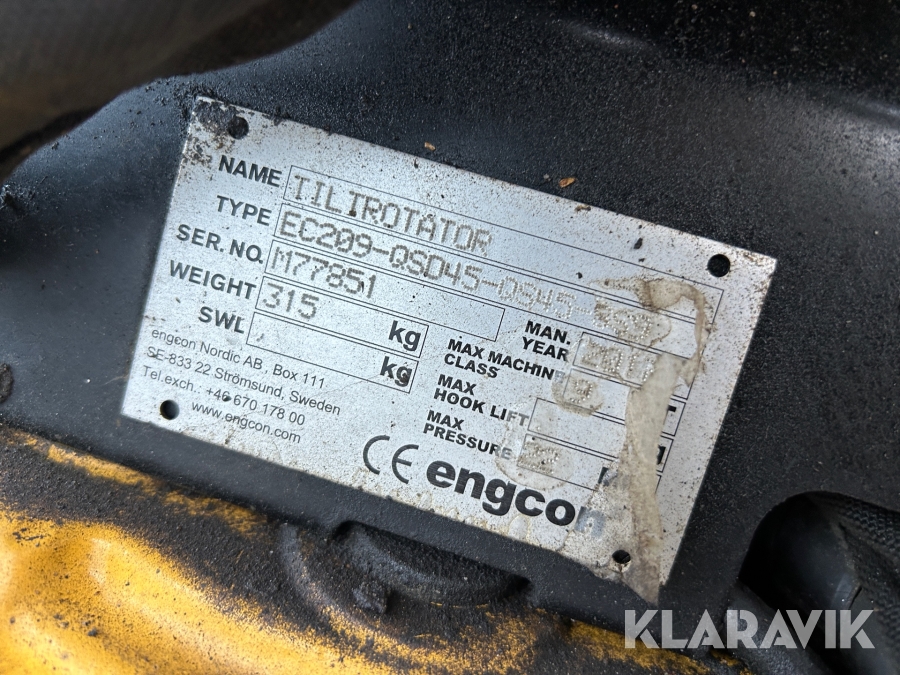 NAME TILTROTATOR
TYPE EC209-QSD45-QS45
SER. NO. M77851
WEIGHT 315 kg
SWL kg
MAN. YEAR
MAX MACHINE CLASS
MAX HOOK LIFT
MAX PRESSURE
engcon Nordic AB, Box 111
SE-833 22 Strömsund, Sweden
Tel.exch. +46 670 178 00
www.engcon.com
CE engcon
KLARAVIK